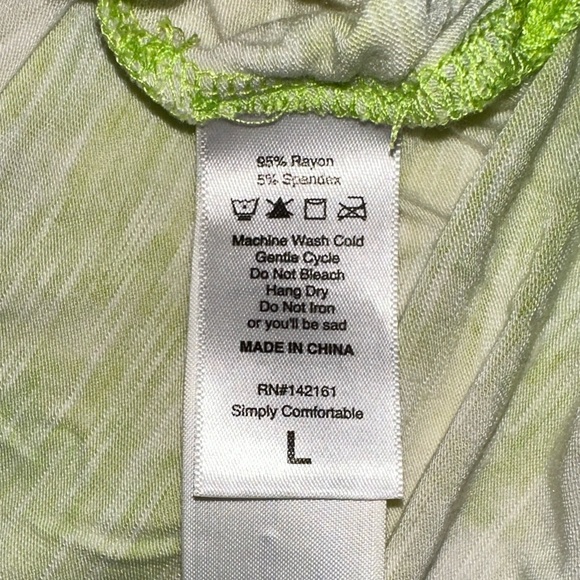 95% Rayon
5% Spandex
Machine Wash Cold
Gentle Cycle
Do Not Bleach
Hang Dry
Do Not Iron
or you'll be sad
MADE IN CHINA
RN#142161
Simply Comfortable
L